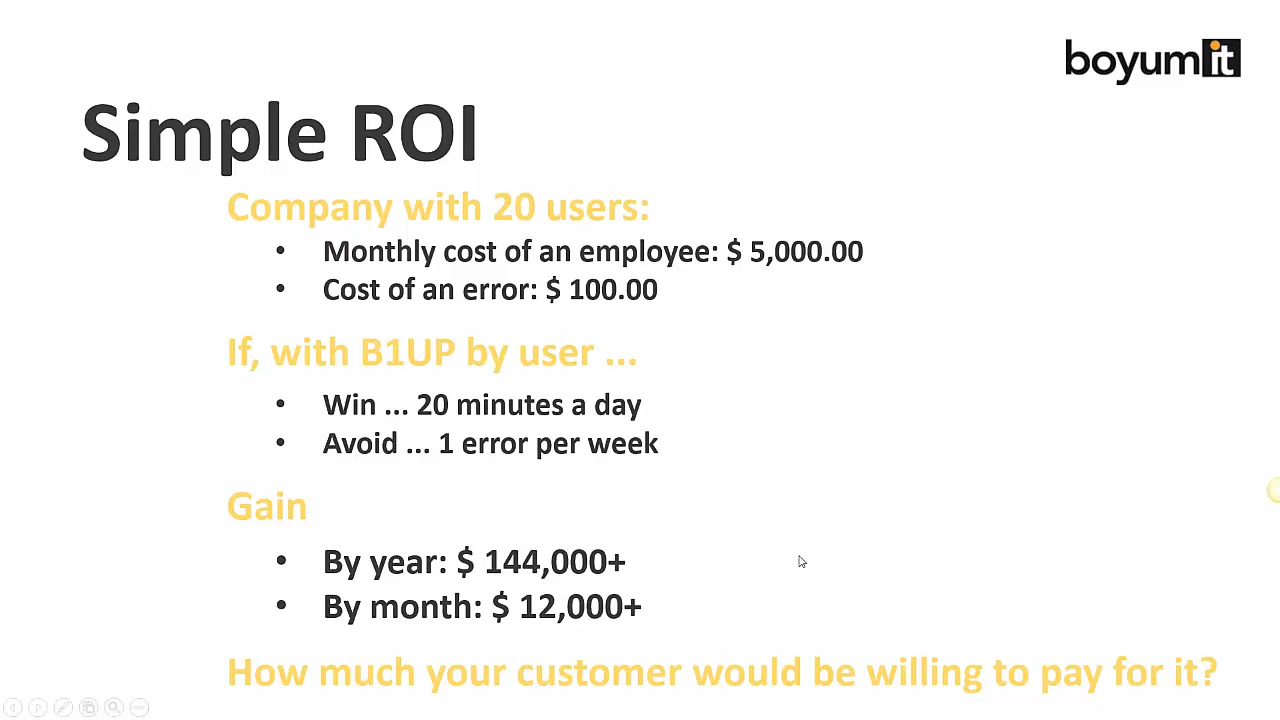 boyumit
Simple ROI
Company with 20 users:
• Monthly cost of an employee: $ 5,000.00
• Cost of an error: $ 100.00
If, with B1UP by user ...
• Win ... 20 minutes a day
• Avoid ... 1 error per week
Gain
• By year: $ 144,000+
• By month: $ 12,000+
How much your customer would be willing to pay for it?